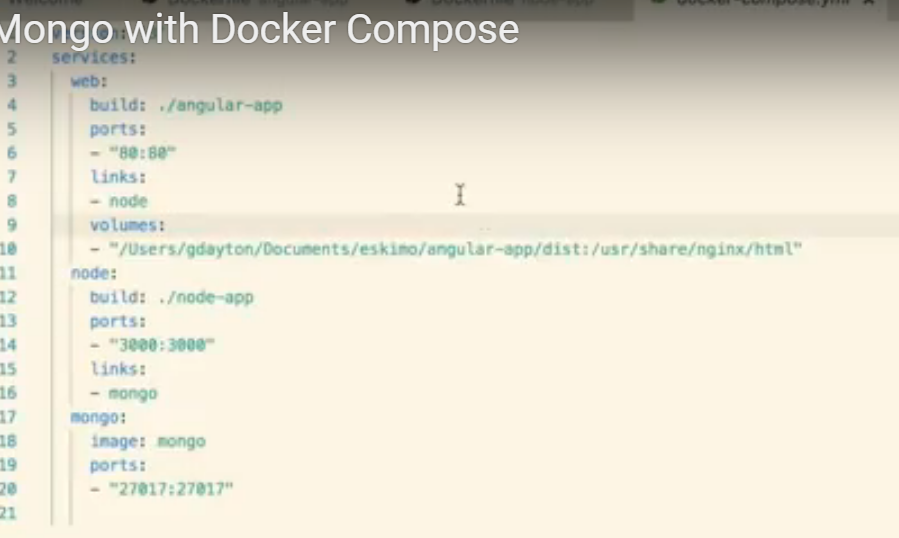 Welcome Dockerfile angular-app Dockerfile node-app docker-compose.yml
Mongo with Docker Compose
2 services:
3 web:
4 build: ./angular-app
5 ports:
6 - "80:80"
7 links:
8 - node
9 volumes:
10 - "/Users/gdayton/Documents/eskimo/angular-app/dist:/usr/share/nginx/html"
11 node:
12 build: ./node-app
13 ports:
14 - "3000:3000"
15 links:
16 - mongo
17 mongo:
18 image: mongo
19 ports:
20 - "27017:27017"
21